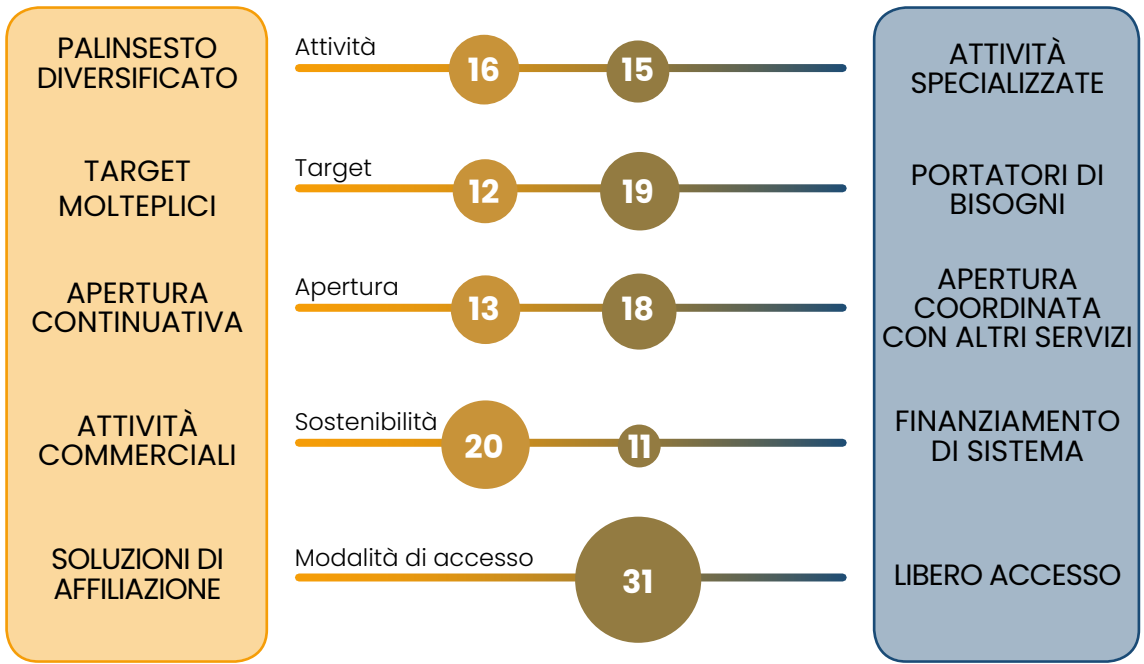 PALINSESTO
DIVERSIFICATO
Attività
16
15
ATTIVITÀ
SPECIALIZZATE
TARGET
MOLTEPLICI
Target
12
19
PORTATORI DI
BISOGNI
APERTURA
CONTINUATIVA
Apertura
13
18
APERTURA
COORDINATA
CON ALTRI SERVIZI
ATTIVITÀ
COMMERCIALI
Sostenibilità
20
11
FINANZIAMENTO
DI SISTEMA
SOLUZIONI DI
AFFILIAZIONE
Modalità di accesso
31
LIBERO ACCESSO